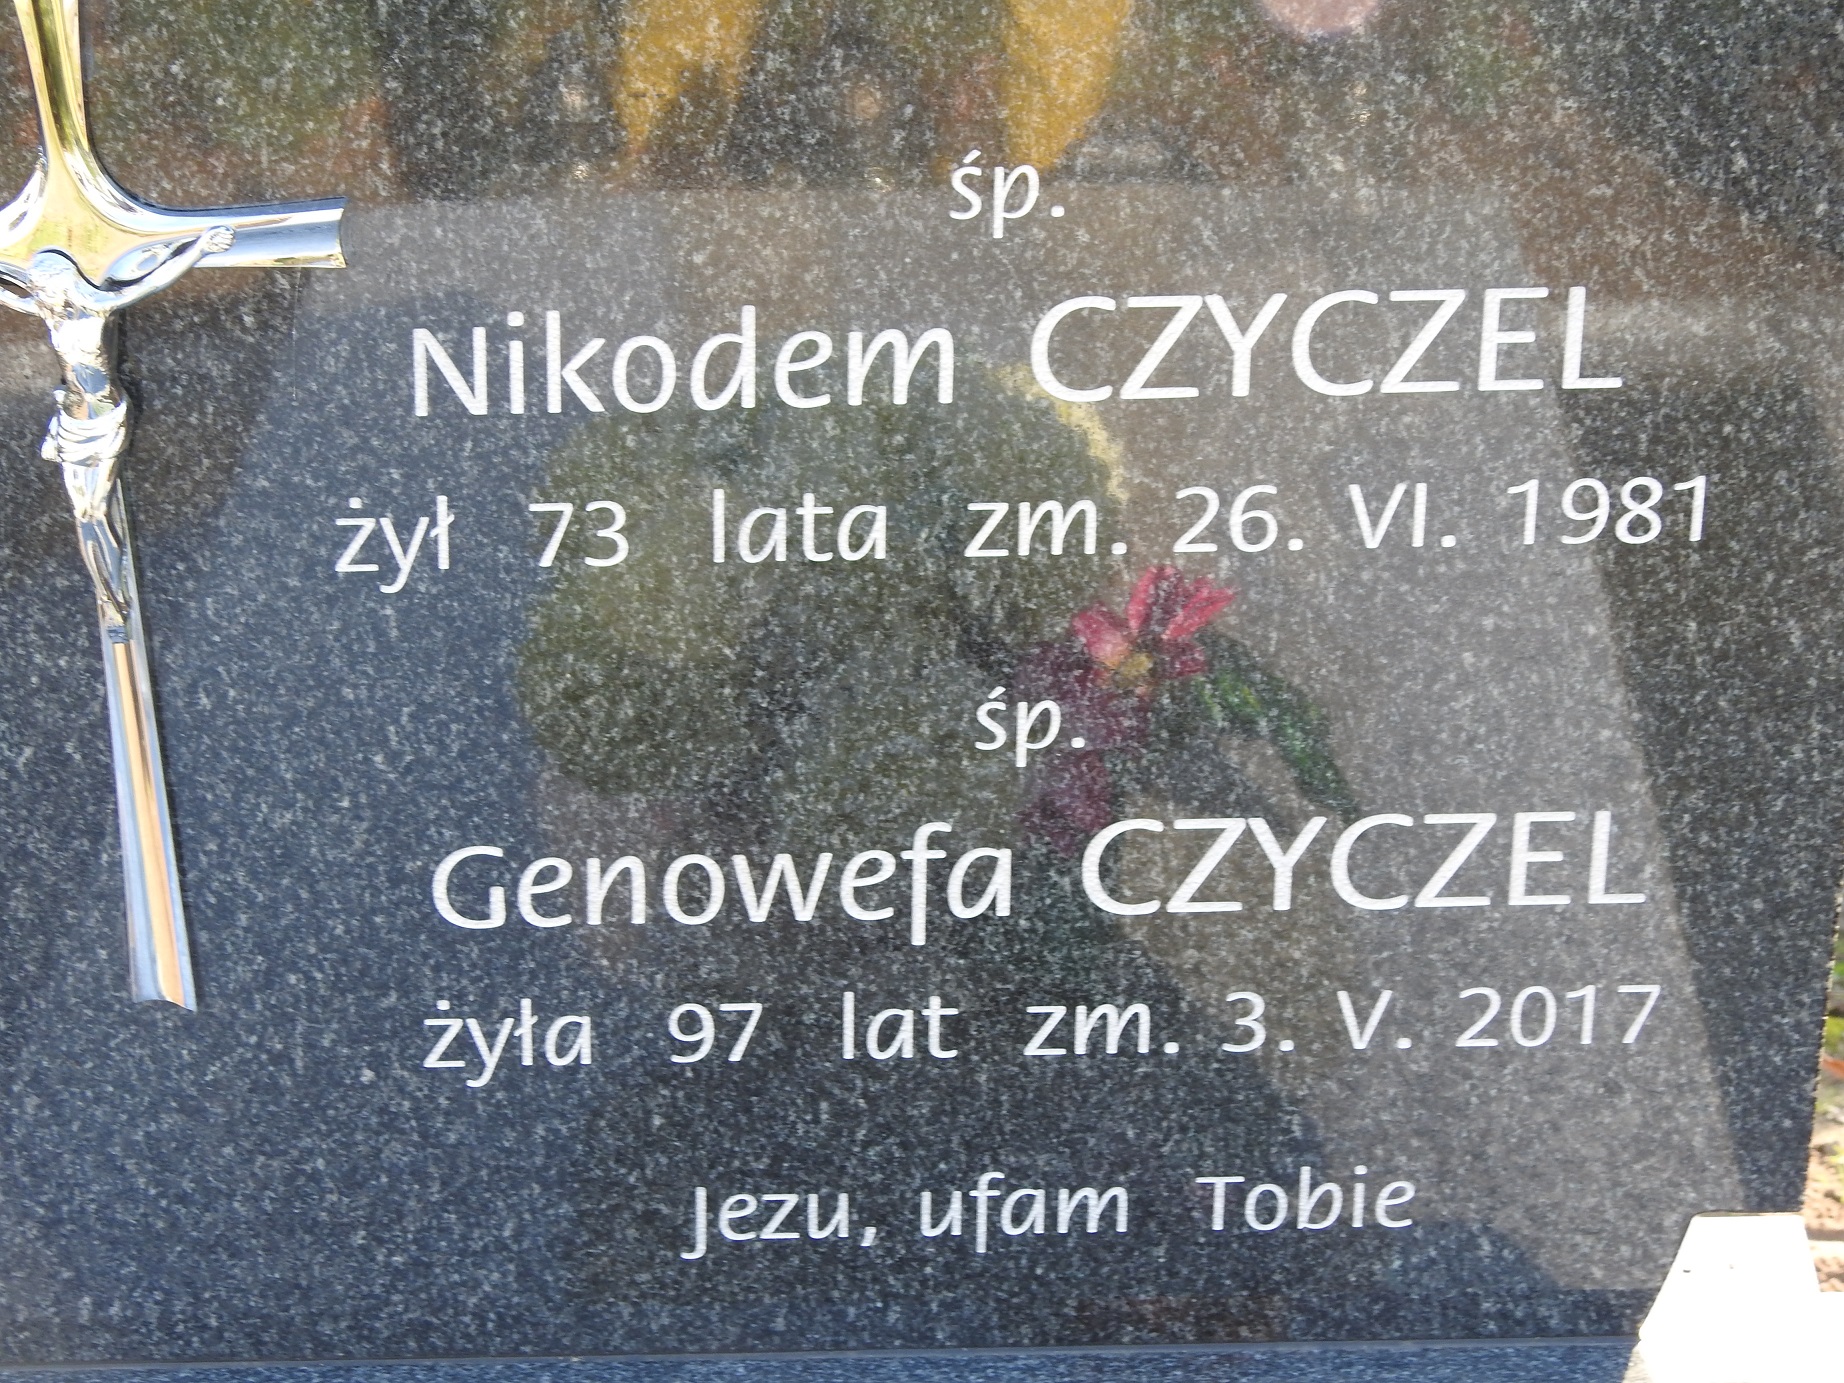 śp.
Nikodem CZYCZEL
żył 73 lata zm. 26. VI. 1981
śp.
Genowefa CZYCZEL
żyła 97 lat zm. 3. V. 2017
Jezu, ufam Tobie